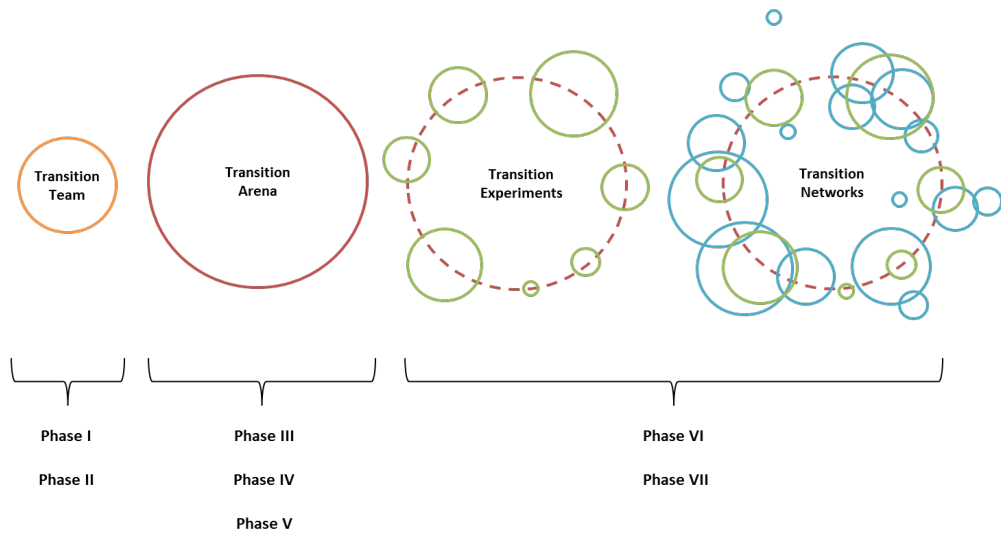 Transition
Team
Transition
Arena
Transition
Experiments
Transition
Networks
Phase I
Phase II
Phase III
Phase IV
Phase V
Phase VI
Phase VII